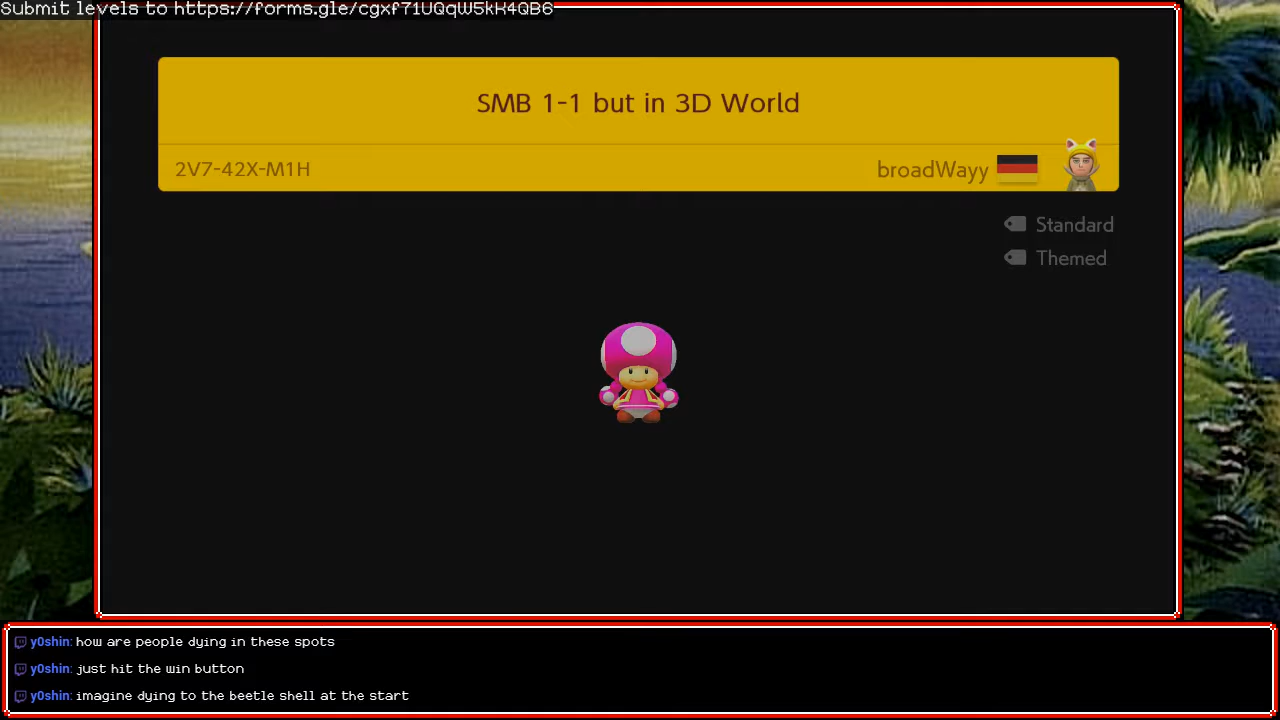 Submit levels to https://forms.gle/cgxf71UQqW5kH4QB6
SMB 1-1 but in 3D World
2V7-42X-M1H
broadWayy
Standard
Themed
y0shin: how are people dying in these spots
y0shin: just hit the win button
y0shin: imagine dying to the beetle shell at the start